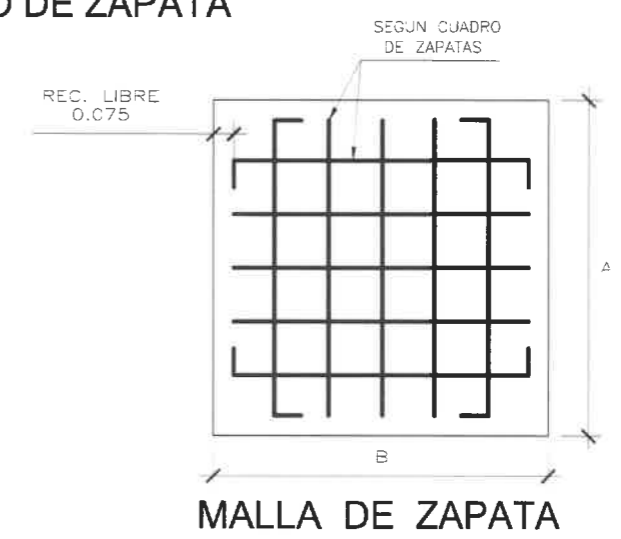 DE ZAPATA
SEGUN CUADRO
DE ZAPATAS
REC. LIBRE
0.075
A
B
MALLA DE ZAPATA